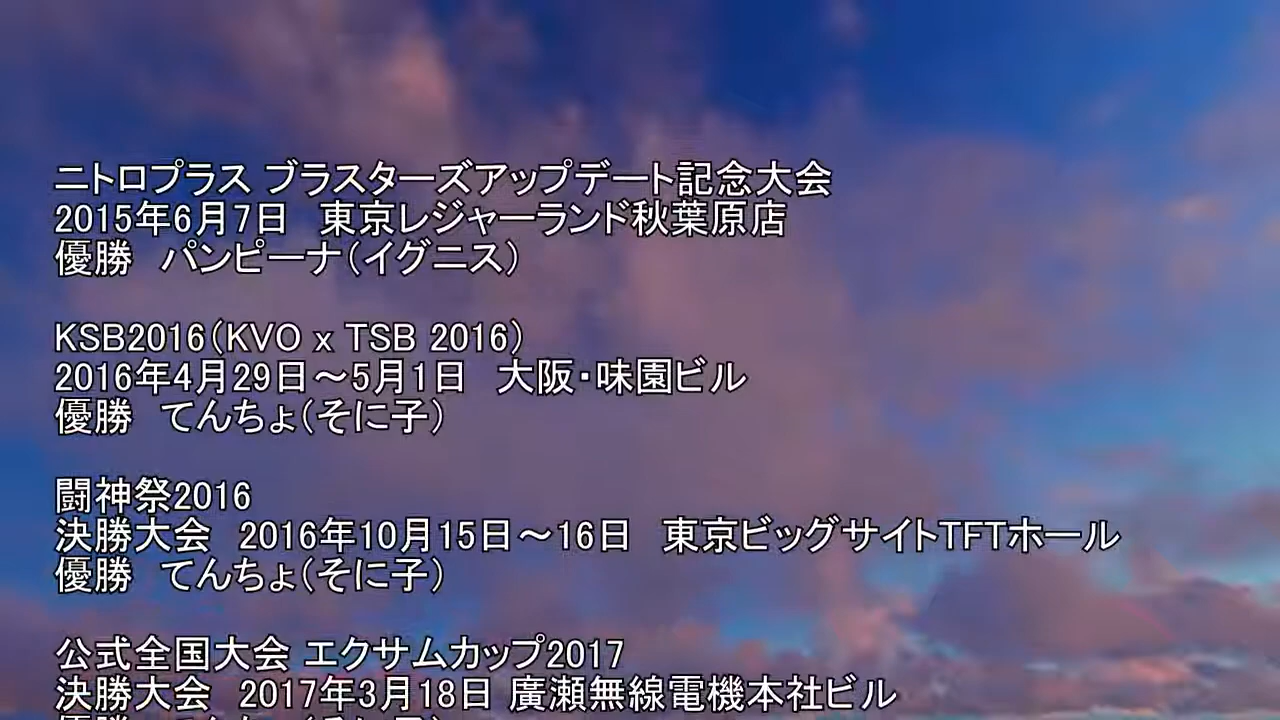 ニトロプラス ブラスターズアップデート記念大会
2015年6月7日　東京レジャーランド秋葉原店
優勝　パンピーナ（イグニス）
KSB2016（KVO x TSB 2016）
2016年4月29日～5月1日　大阪・味園ビル
優勝　てんちょ（そに子）
闘神祭2016
決勝大会　2016年10月15日～16日　東京ビッグサイトTFTホール
優勝　てんちょ（そに子）
公式全国大会 エクサムカップ2017
決勝大会　2017年3月18日 廣瀬無線電機本社ビル